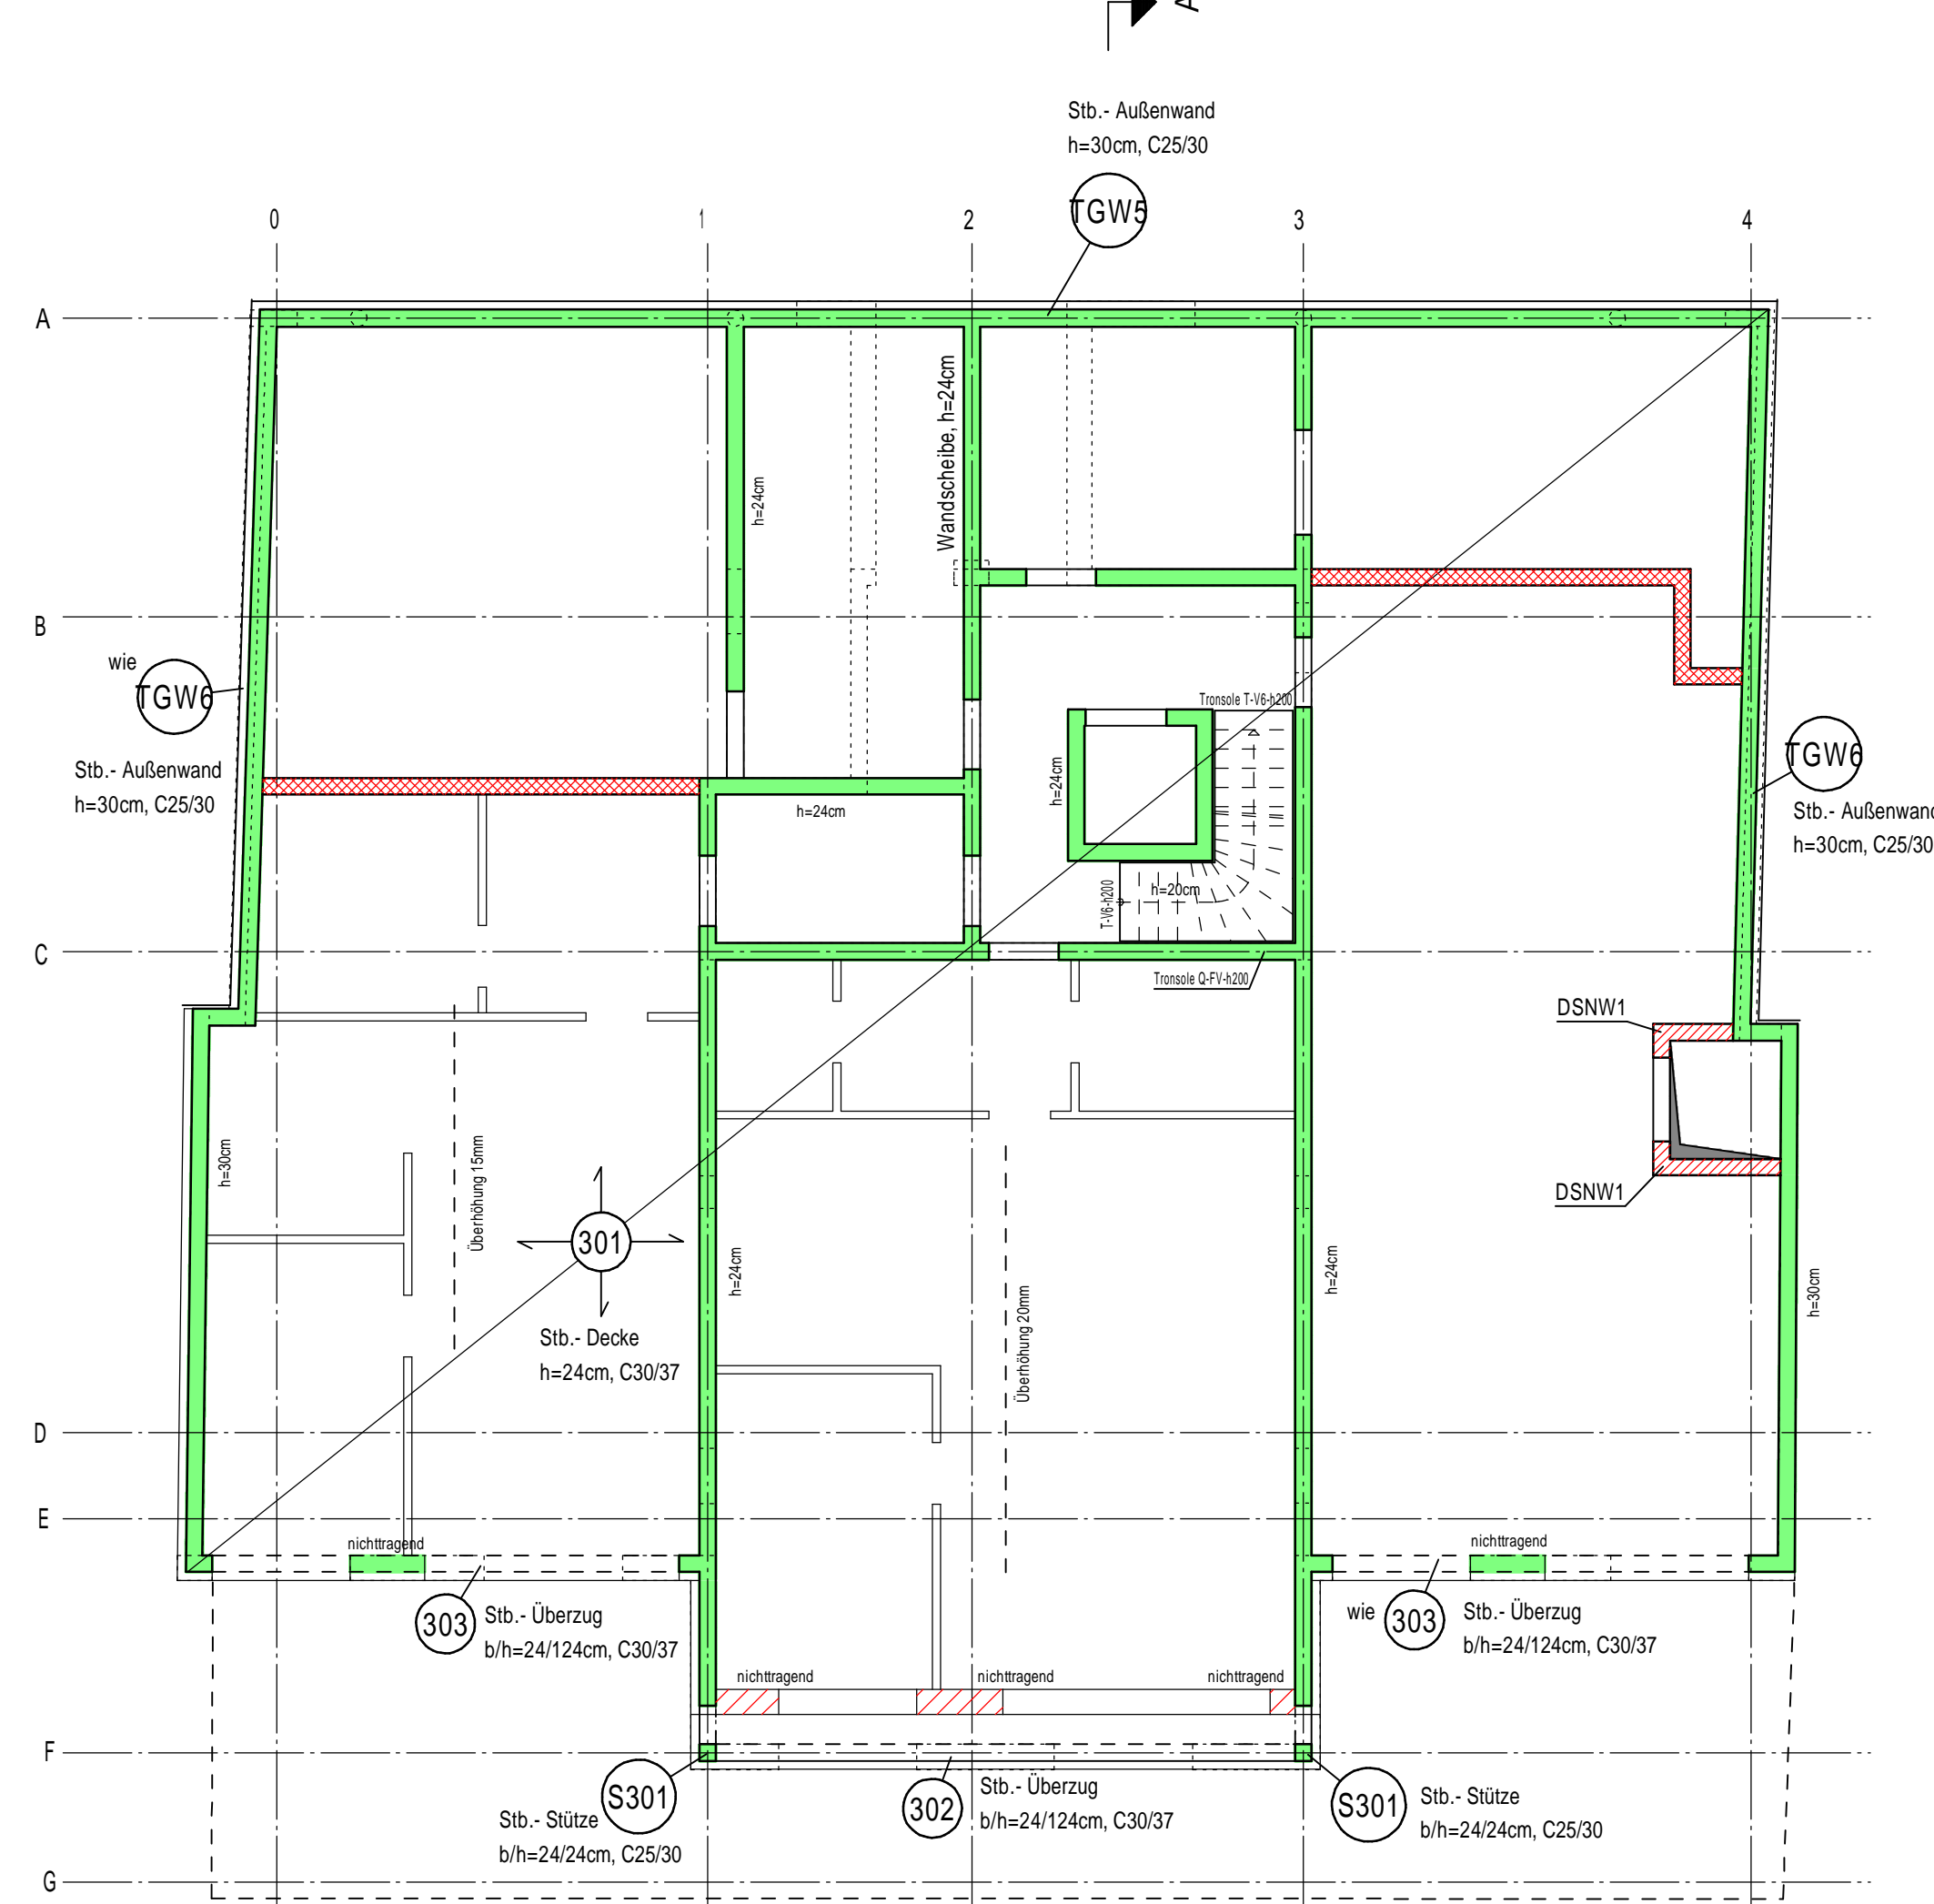 A
Stb.- Außenwand
h=30cm, C25/30
TGW5
0
1
2
3
4
A
Wandscheibe, h=24cm
h=24cm
B
wie
TGW6
Stb.- Außenwand
h=30cm, C25/30
Tronsole T-V6-h200
TGW6
Stb.- Außenwand
h=30cm, C25/30
h=24cm
h=24cm
h=20cm
T-V6-h200
C
Tronsole Q-FV-h200
DSNW1
DSNW1
h=30cm
Überhöhung 15mm
301
Stb.- Decke
h=24cm, C30/37
h=24cm
Überhöhung 20mm
h=24cm
h=30cm
D
E
nichttragend
nichttragend
303
Stb.- Überzug
b/h=24/124cm, C30/37
wie
303
Stb.- Überzug
b/h=24/124cm, C30/37
nichttragend
nichttragend
nichttragend
F
S301
Stb.- Stütze
b/h=24/24cm, C25/30
302
Stb.- Überzug
b/h=24/124cm, C30/37
S301
Stb.- Stütze
b/h=24/24cm, C25/30
G